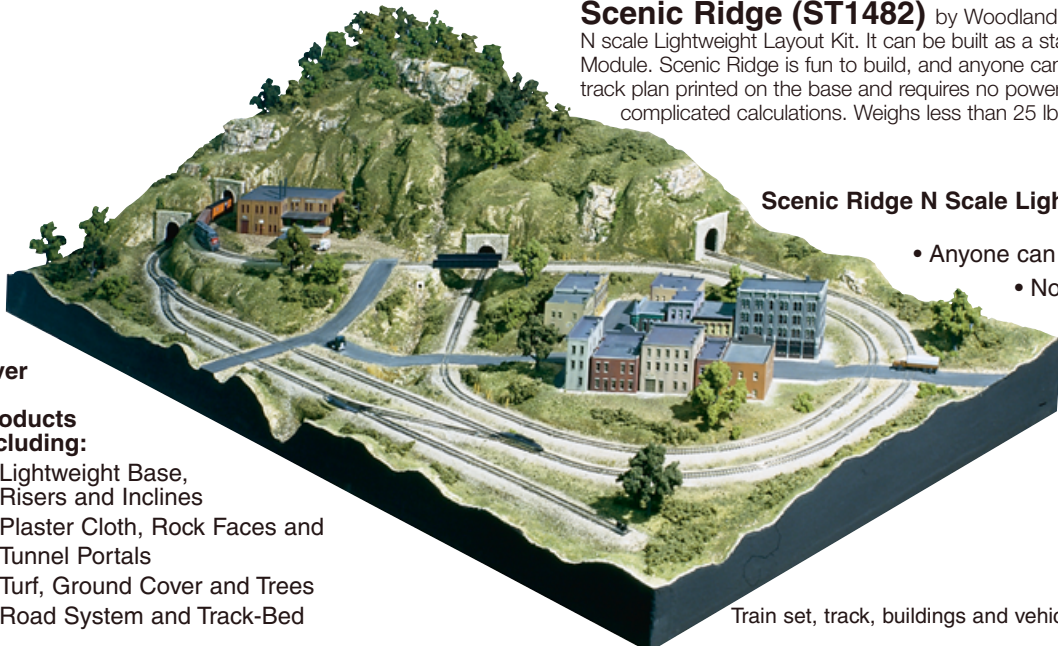 Scenic Ridge (ST1482) by Woodland
N scale Lightweight Layout Kit. It can be built as a sta
Module. Scenic Ridge is fun to build, and anyone can
track plan printed on the base and requires no power
complicated calculations. Weighs less than 25 lb
Scenic Ridge N Scale Ligh
• Anyone can
• No
ver
oducts
cluding:
Lightweight Base,
Risers and Inclines
Plaster Cloth, Rock Faces and
Tunnel Portals
Turf, Ground Cover and Trees
Road System and Track-Bed
Train set, track, buildings and vehic